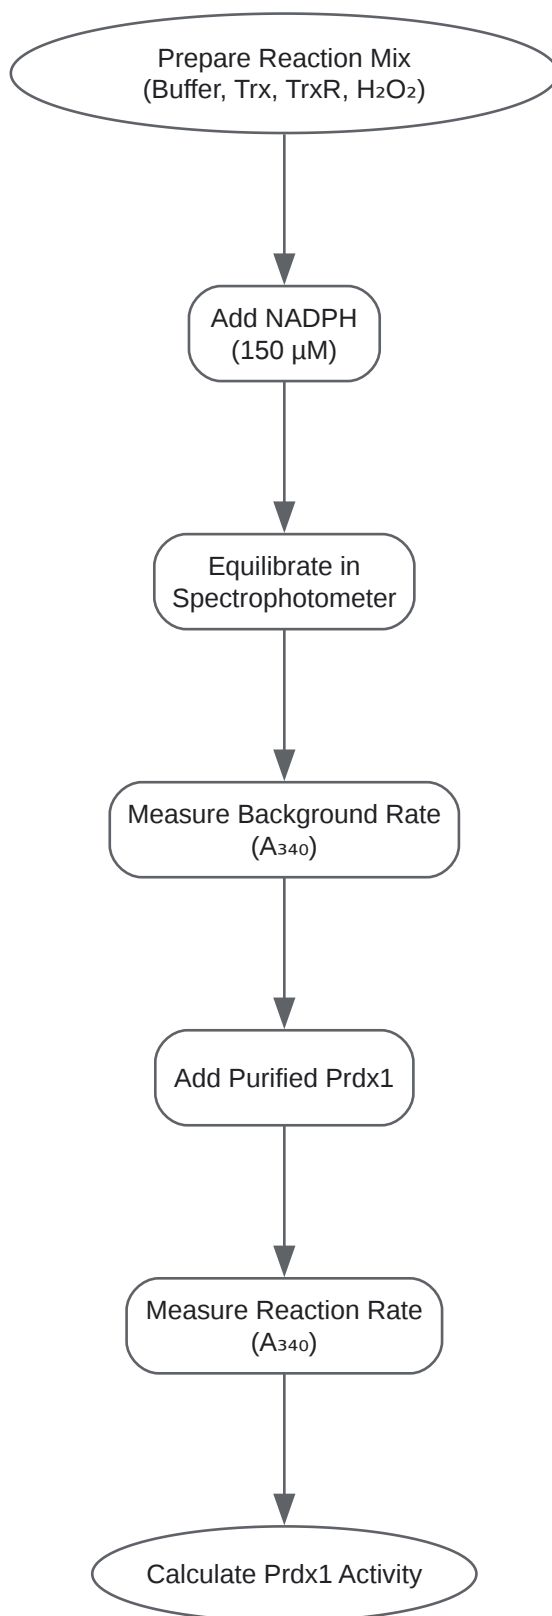 Prepare Reaction Mix
(Buffer, Trx, TrxR, H₂O₂)
Add NADPH
(150 µM)
Equilibrate in
Spectrophotometer
Measure Background Rate
(A₃₄₀)
Add Purified Prdx1
Measure Reaction Rate
(A₃₄₀)
Calculate Prdx1 Activity